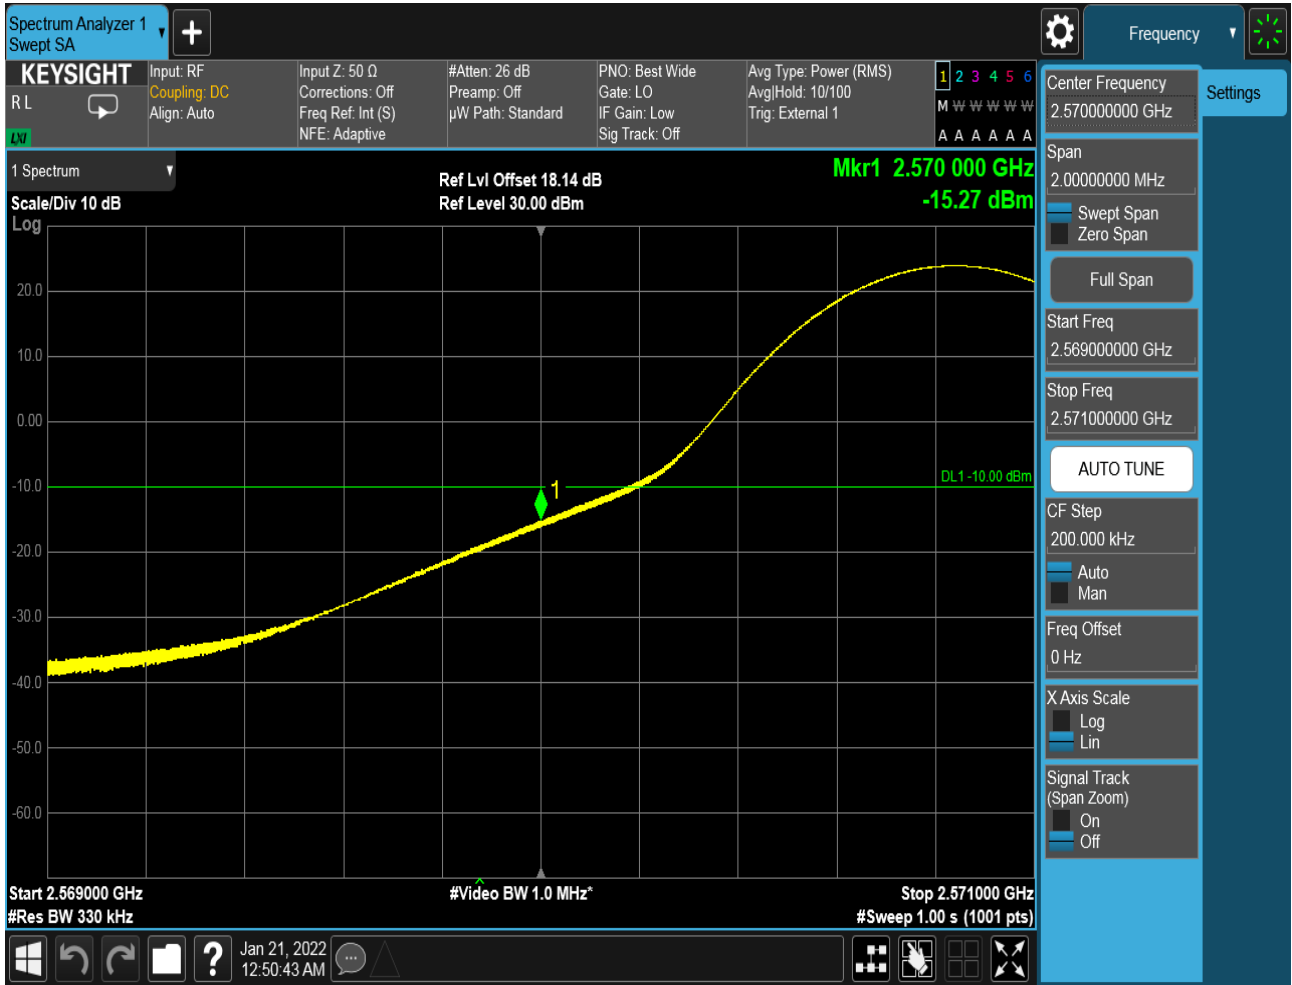 Spectrum Analyzer 1
Swept SA
Frequency
KEYSIGHT
R L
LXI
Input: RF
Coupling: DC
Align: Auto
Input Z: 50 Ω
Corrections: Off
Freq Ref: Int (S)
NFE: Adaptive
#Atten: 26 dB
Preamp: Off
µW Path: Standard
PNO: Best Wide
Gate: LO
IF Gain: Low
Sig Track: Off
Avg Type: Power (RMS)
Avg|Hold: 10/100
Trig: External 1
1 2 3 4 5 6
M W W W W W
A A A A A A
1 Spectrum
Scale/Div 10 dB
Log
Ref Lvl Offset 18.14 dB
Ref Level 30.00 dBm
Mkr1 2.570 000 GHz
-15.27 dBm
20.0
10.0
0.00
-10.0
-20.0
-30.0
-40.0
-50.0
-60.0
1
DL1 -10.00 dBm
Start 2.569000 GHz
#Res BW 330 kHz
#Video BW 1.0 MHz*
Stop 2.571000 GHz
#Sweep 1.00 s (1001 pts)
Jan 21, 2022
12:50:43 AM
Center Frequency
2.570000000 GHz
Span
2.00000000 MHz
Swept Span
Zero Span
Full Span
Start Freq
2.569000000 GHz
Stop Freq
2.571000000 GHz
AUTO TUNE
CF Step
200.000 kHz
Auto
Man
Freq Offset
0 Hz
X Axis Scale
Log
Lin
Signal Track
(Span Zoom)
On
Off
Settings